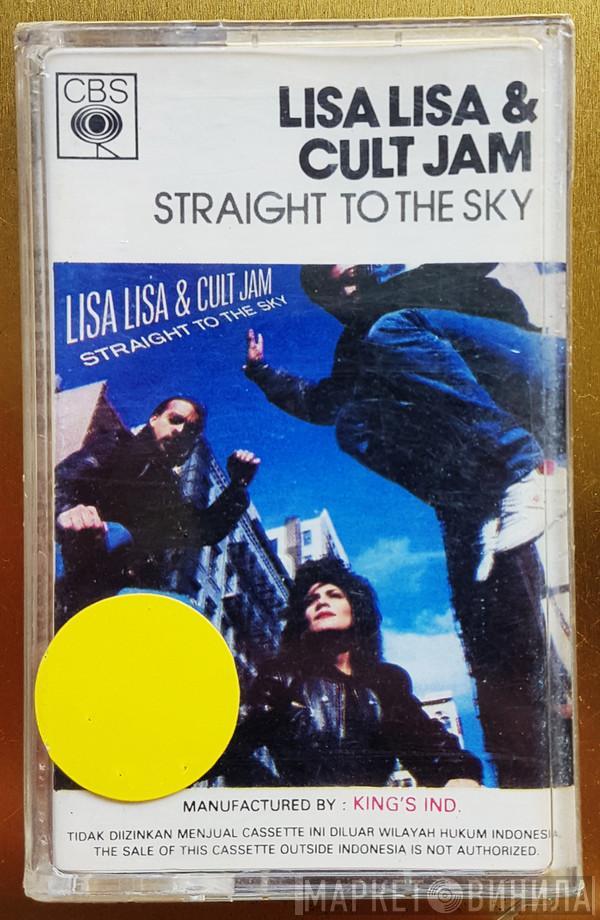 CBS
LISA LISA &
CULT JAM
STRAIGHT TO THE SKY
LISA LISA & CULT JAM
STRAIGHT TO THE SKY
MANUFACTURED BY : KING'S IND.
TIDAK DIIZINKAN MENJUAL CASSETTE INI DILUAR WILAYAH HUKUM INDONESIA.
THE SALE OF THIS CASSETTE OUTSIDE INDONESIA IS NOT AUTHORIZED.
МАРКЕТ ВИНИЛА